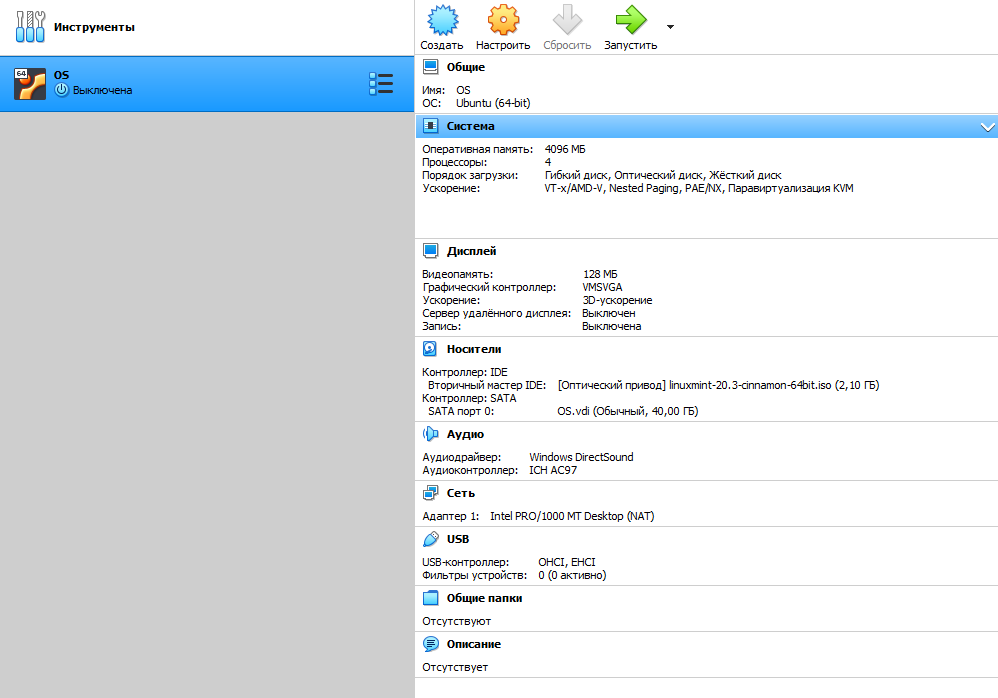 Инструменты
Создать Настроить Сбросить Запустить
64
OS
Выключена
Общие
Имя: OS
ОС: Ubuntu (64-bit)
Система
Оперативная память: 4096 МБ
Процессоры: 4
Порядок загрузки: Гибкий диск, Оптический диск, Жёсткий диск
Ускорение: VT-x/AMD-V, Nested Paging, PAE/NX, Паравиртуализация KVM
Дисплей
Видеопамять: 128 МБ
Графический контроллер: VMSVGA
Ускорение: 3D-ускорение
Сервер удалённого дисплея: Выключен
Запись: Выключена
Носители
Контроллер: IDE
Вторичный мастер IDE: [Оптический привод] linuxmint-20.3-cinnamon-64bit.iso (2,10 ГБ)
Контроллер: SATA
SATA порт 0: OS.vdi (Обычный, 40,00 ГБ)
Аудио
Аудиодрайвер: Windows DirectSound
Аудиоконтроллер: ICH AC97
Сеть
Адаптер 1: Intel PRO/1000 MT Desktop (NAT)
USB
USB-контроллер: OHCI, EHCI
Фильтры устройств: 0 (0 активно)
Общие папки
Отсутствуют
Описание
Отсутствует